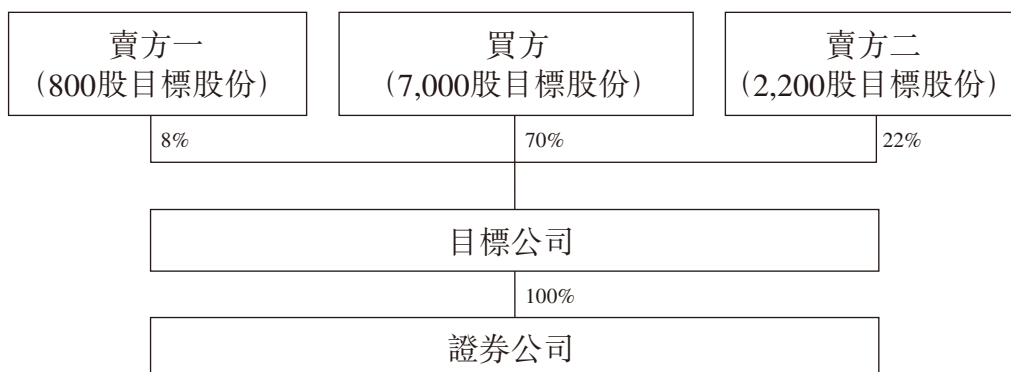 賣方一
(800股目標股份)
買方
(7,000股目標股份)
賣方二
(2,200股目標股份)
8%
70%
22%
目標公司
100%
證券公司